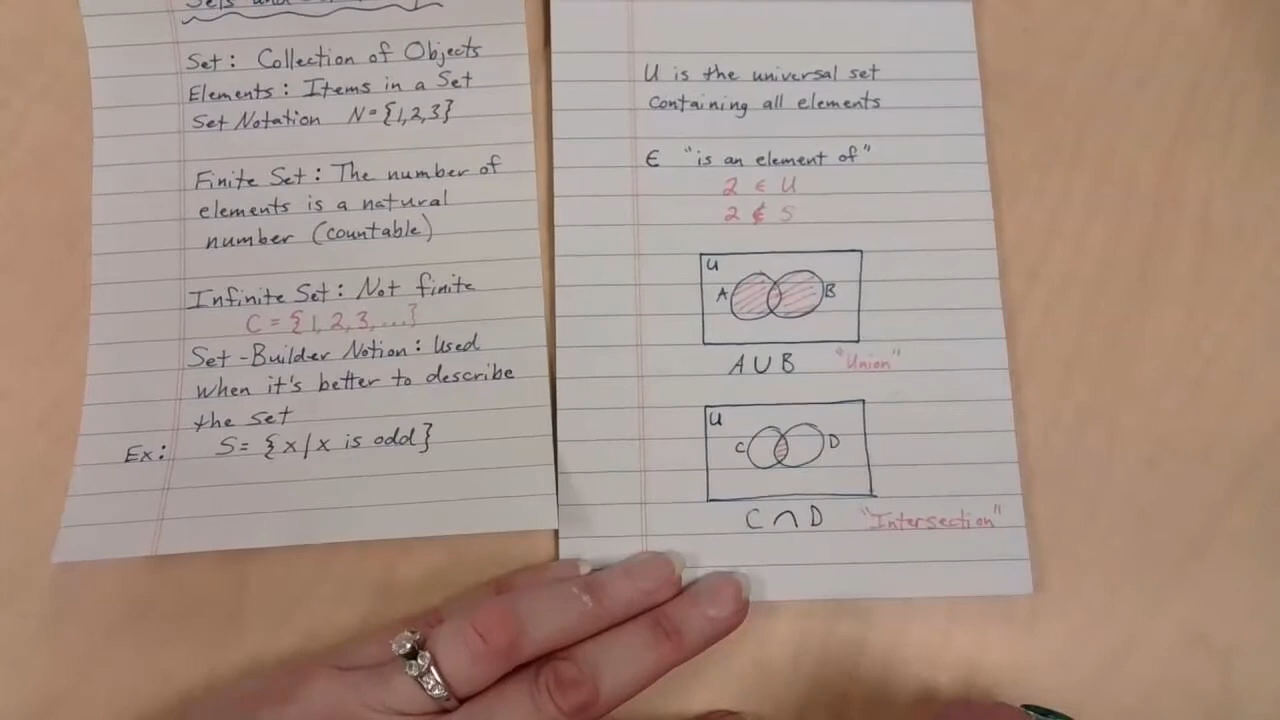 Set: Collection of Objects
Elements: Items in a Set
Set Notation N={1,2,3}
Finite Set: The number of
elements is a natural
number (countable)
Infinite Set: Not finite
C = {1, 2, 3, ...}
Set-Builder Notion: Used
when it's better to describe
the set
Ex: S= {x/x is odd}
U is the universal set
containing all elements
∈ "is an element of"
2 ∈ U
2 ∉ S
U
A B
A ∪ B "Union"
U
C D
C ∩ D "Intersection"